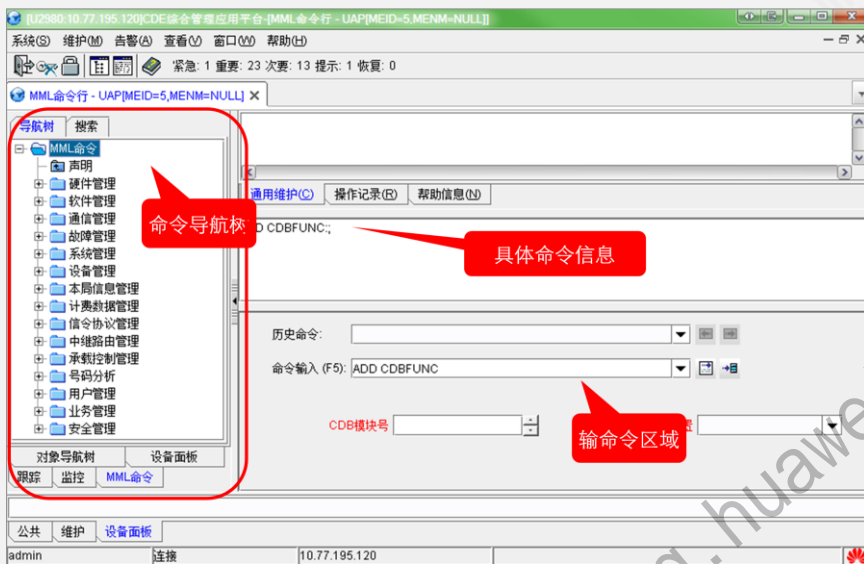 [U2980:10.77.195.120]CDE综合管理应用平台-[MML命令行 - UAP[MEID=5,MENM=NULL]]
系统(S) 维护(M) 告警(A) 查看(V) 窗口(W) 帮助(H)
紧急: 1 重要: 23 次要: 13 提示: 1 恢复: 0
MML命令行 - UAP[MEID=5,MENM=NULL]
导航树 搜索
MML命令
声明
硬件管理
软件管理
通信管理
故障管理
系统管理
设备管理
本局信息管理
计费数据管理
信令协议管理
中继路由管理
承载控制管理
号码分析
用户管理
业务管理
安全管理
对象导航树 设备面板
跟踪 监控 MML命令
命令导航树
通用维护(C) 操作记录(R) 帮助信息(N)
D CDBFUNC:;
具体命令信息
历史命令:
命令输入 (F5): ADD CDBFUNC
CDB模块号
输命令区域
公共 维护 设备面板
admin 连接 10.77.195.120
g.huawe